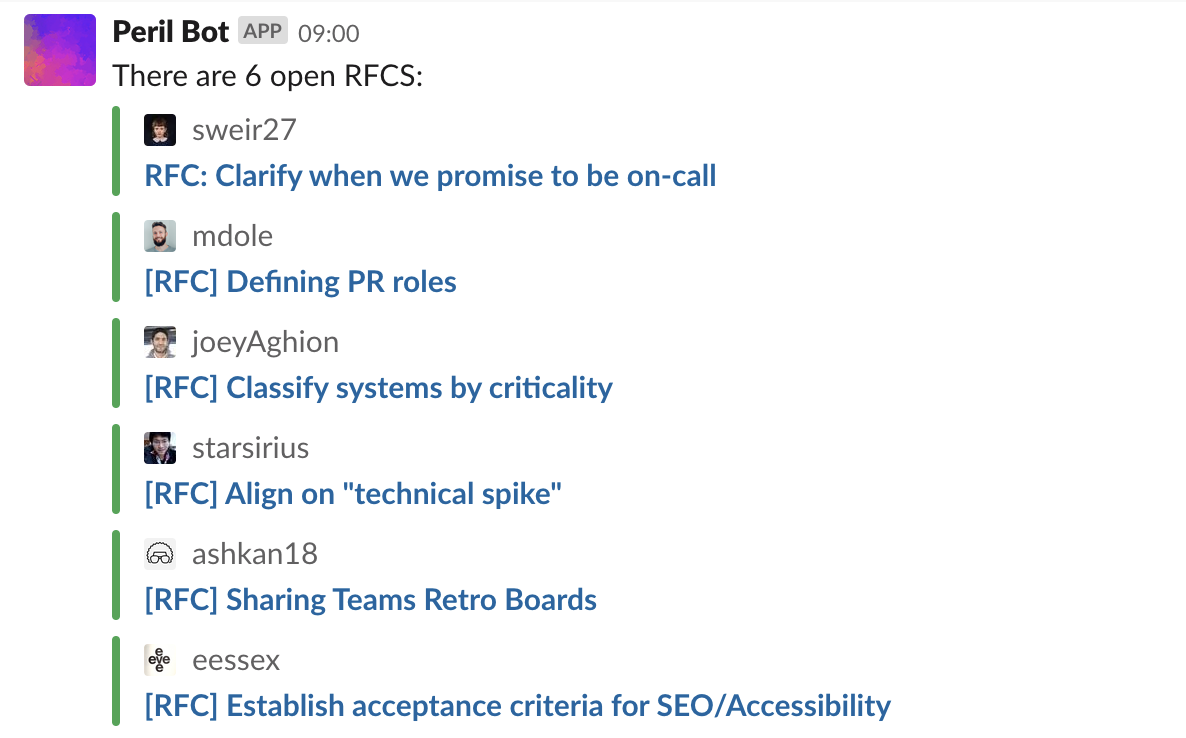 Peril Bot APP 09:00
There are 6 open RFCS:
sweir27
RFC: Clarify when we promise to be on-call
mdole
[RFC] Defining PR roles
joeyAghion
[RFC] Classify systems by criticality
starsirius
[RFC] Align on "technical spike"
ashkan18
[RFC] Sharing Teams Retro Boards
e
eye
e
eessex
[RFC] Establish acceptance criteria for SEO/Accessibility